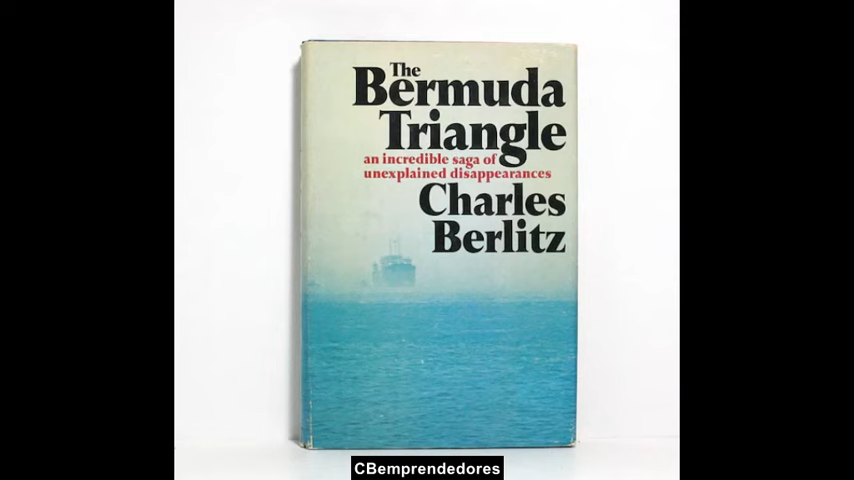 The
Bermuda
Triangle
an incredible saga of
unexplained disappearances
Charles
Berlitz
CBemprendedores